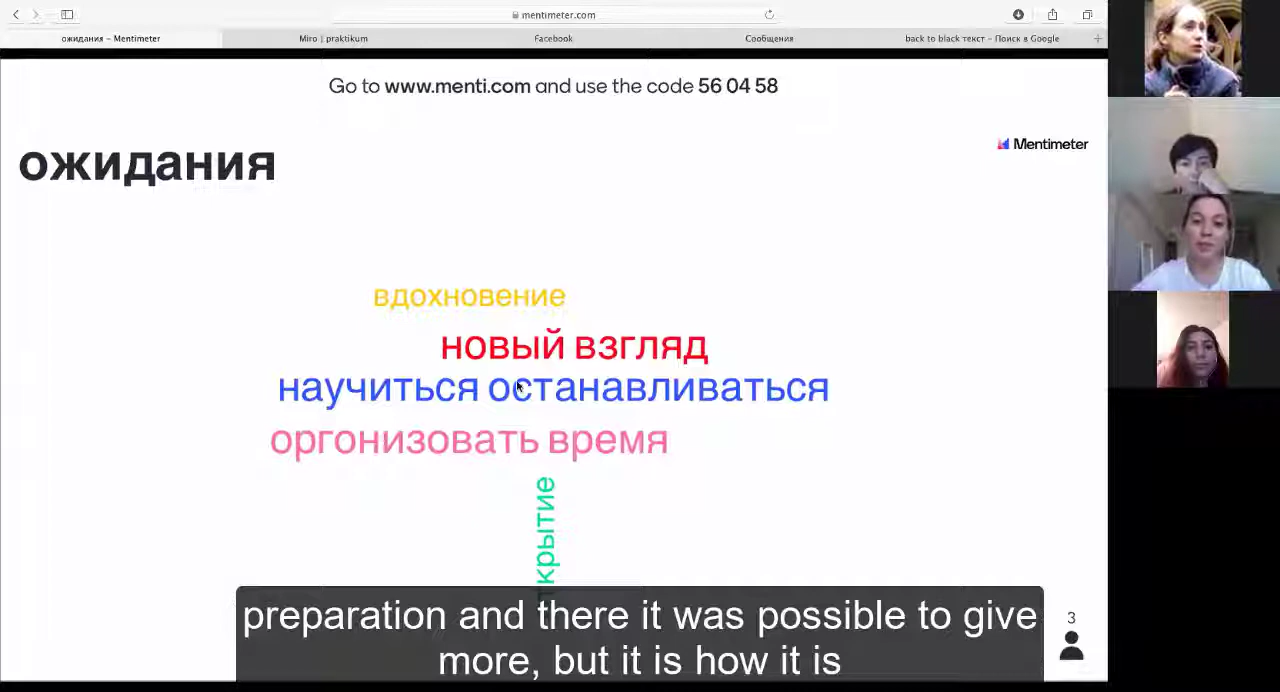 mentimeter.com
ожидания – Mentimeter
Miro | praktikum
Facebook
Сообщения
back to black текст – Поиск в Google
Go to www.menti.com and use the code 56 04 58
Mentimeter
ожидания
вдохновение
новый взгляд
научиться останавливаться
оргонизовать время
preparation and there it was possible to give
more, but it is how it is
3